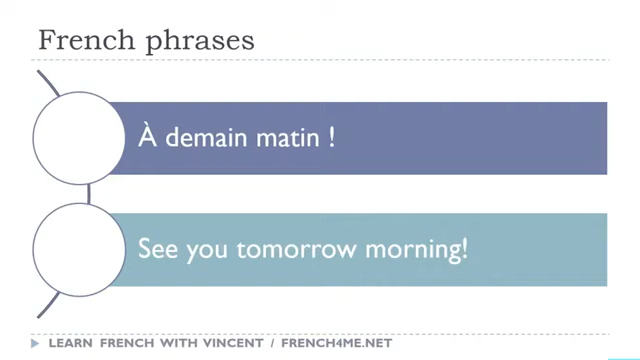 French phrases
À demain matin !
See you tomorrow morning!
LEARN FRENCH WITH VINCENT / FRENCH4ME.NET